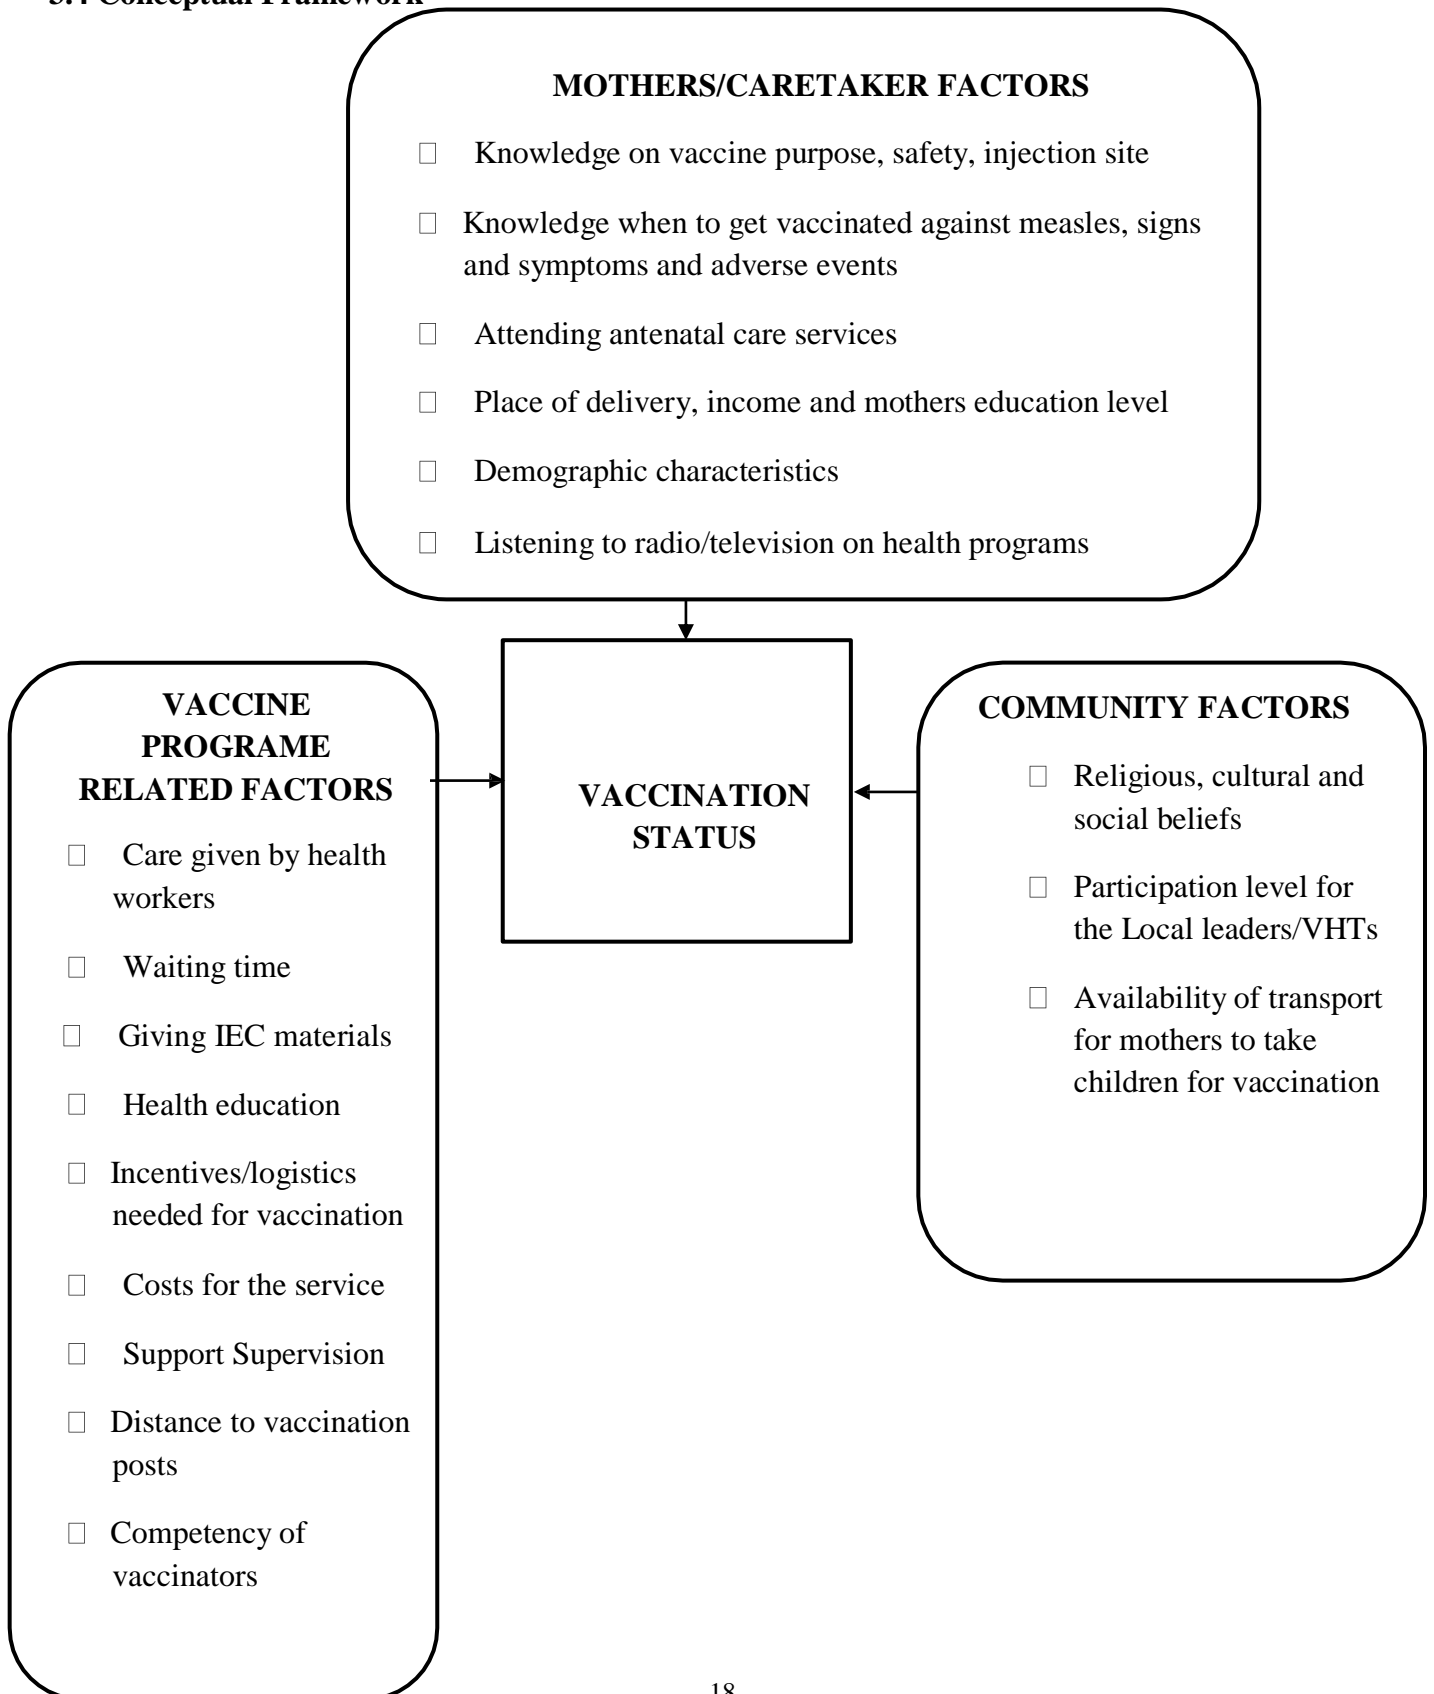 3.4 Conceptual Framework
MOTHERS/CARETAKER FACTORS
Knowledge on vaccine purpose, safety, injection site
Knowledge when to get vaccinated against measles, signs
and symptoms and adverse events
Attending antenatal care services
Place of delivery, income and mothers education level
Demographic characteristics
Listening to radio/television on health programs
VACCINE
PROGRAME
RELATED FACTORS
Care given by health
workers
Waiting time
Giving IEC materials
Health education
Incentives/logistics
needed for vaccination
Costs for the service
Support Supervision
Distance to vaccination
posts
Competency of
vaccinators
VACCINATION
STATUS
COMMUNITY FACTORS
Religious, cultural and
social beliefs
Participation level for
the Local leaders/VHTs
Availability of transport
for mothers to take
children for vaccination
18